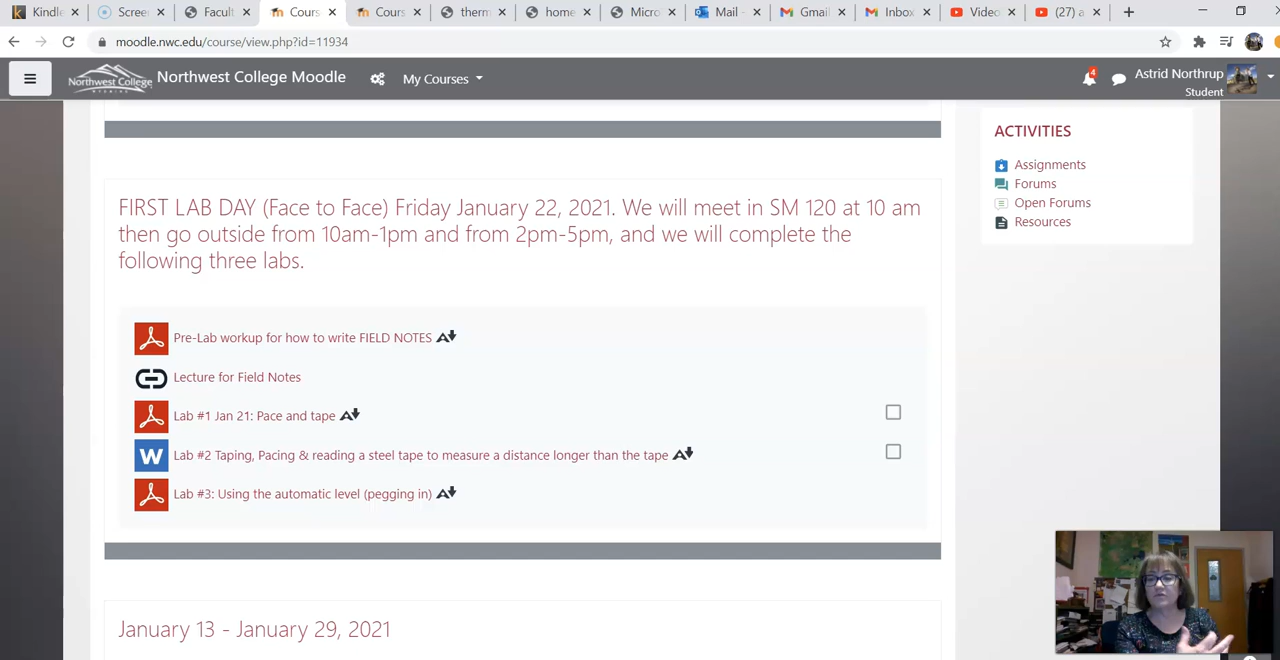 Kindle
Scree
Facult
Cours
Cours
therm
home
Micro
Mail -
Gmail
Inbox
Video
(27) a
moodle.nwc.edu/course/view.php?id=11934
Northwest College
Northwest College Moodle
My Courses
4
Astrid Northrup
Student
ACTIVITIES
Assignments
Forums
Open Forums
Resources
FIRST LAB DAY (Face to Face) Friday January 22, 2021. We will meet in SM 120 at 10 am
then go outside from 10am-1pm and from 2pm-5pm, and we will complete the
following three labs.
Pre-Lab workup for how to write FIELD NOTES
Lecture for Field Notes
Lab #1 Jan 21: Pace and tape
W Lab #2 Taping, Pacing & reading a steel tape to measure a distance longer than the tape
Lab #3: Using the automatic level (pegging in)
January 13 - January 29, 2021